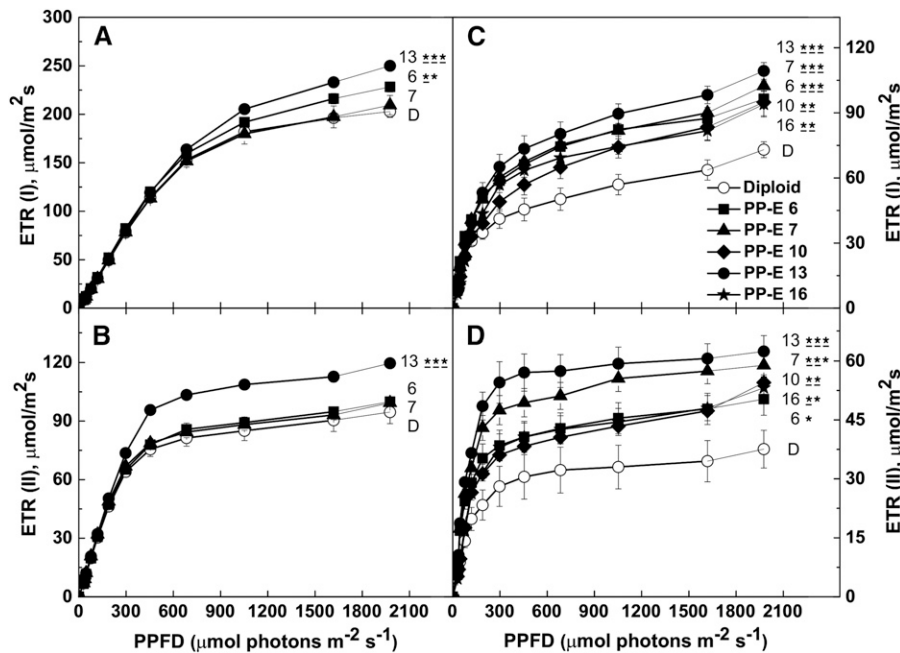 A
ETR (I), μmol/m²s
300
250
200
150
100
50
0
13 ***
6 **
7
D
C
120
90
60
30
0
ETR (I), μmol/m²s
13 ***
7 ***
6 ***
10 **
16 **
D
Diploid
PP-E 6
PP-E 7
PP-E 10
PP-E 13
PP-E 16
B
ETR (II), μmol/m²s
120
90
60
30
0
13 ***
6
7
D
D
60
45
30
15
0
ETR (II), μmol/m²s
13 ***
7 ***
10 **
16 **
6 *
D
0 300 600 900 1200 1500 1800 2100
0 300 600 900 1200 1500 1800 2100
PPFD (μmol photons m⁻² s⁻¹)
PPFD (μmol photons m⁻² s⁻¹)